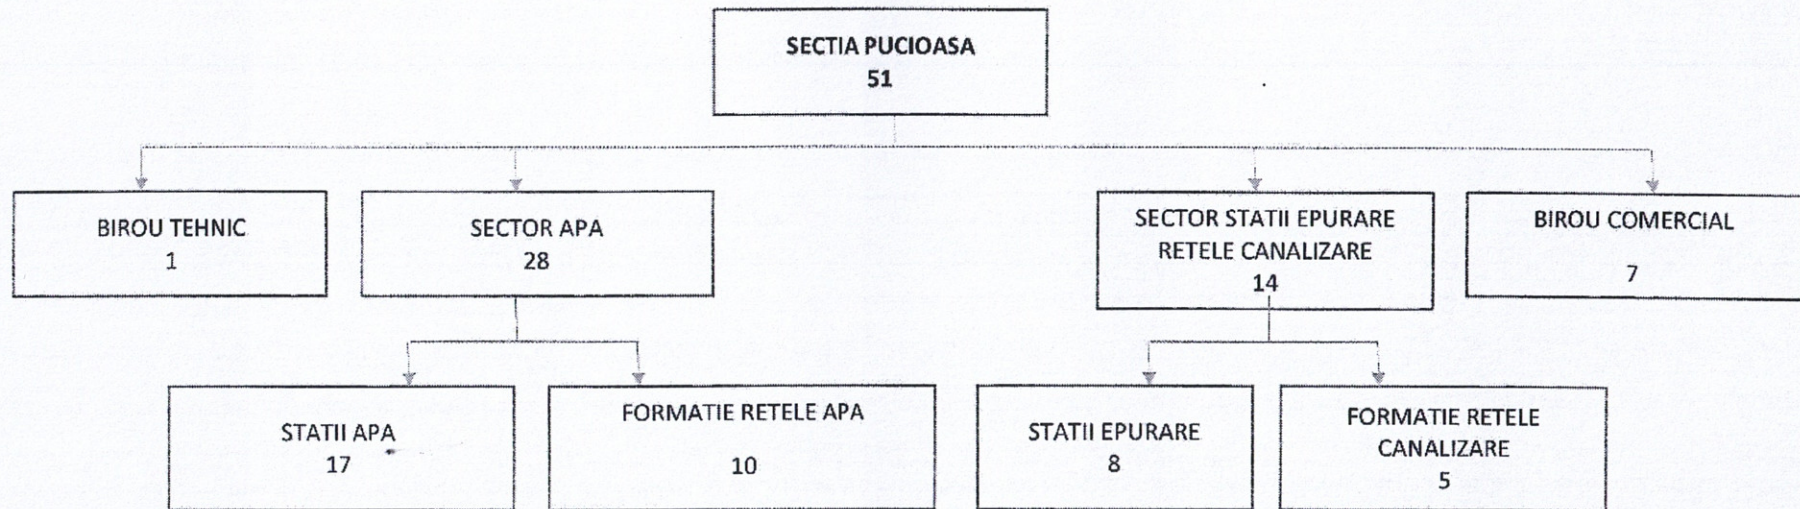 SECTIA PUCIOASA
51
BIROU TEHNIC
1
SECTOR APA
28
SECTOR STATII EPURARE
RETELE CANALIZARE
14
BIROU COMERCIAL
7
STATII APA
17
FORMATIE RETELE APA
10
STATII EPURARE
8
FORMATIE RETELE
CANALIZARE
5